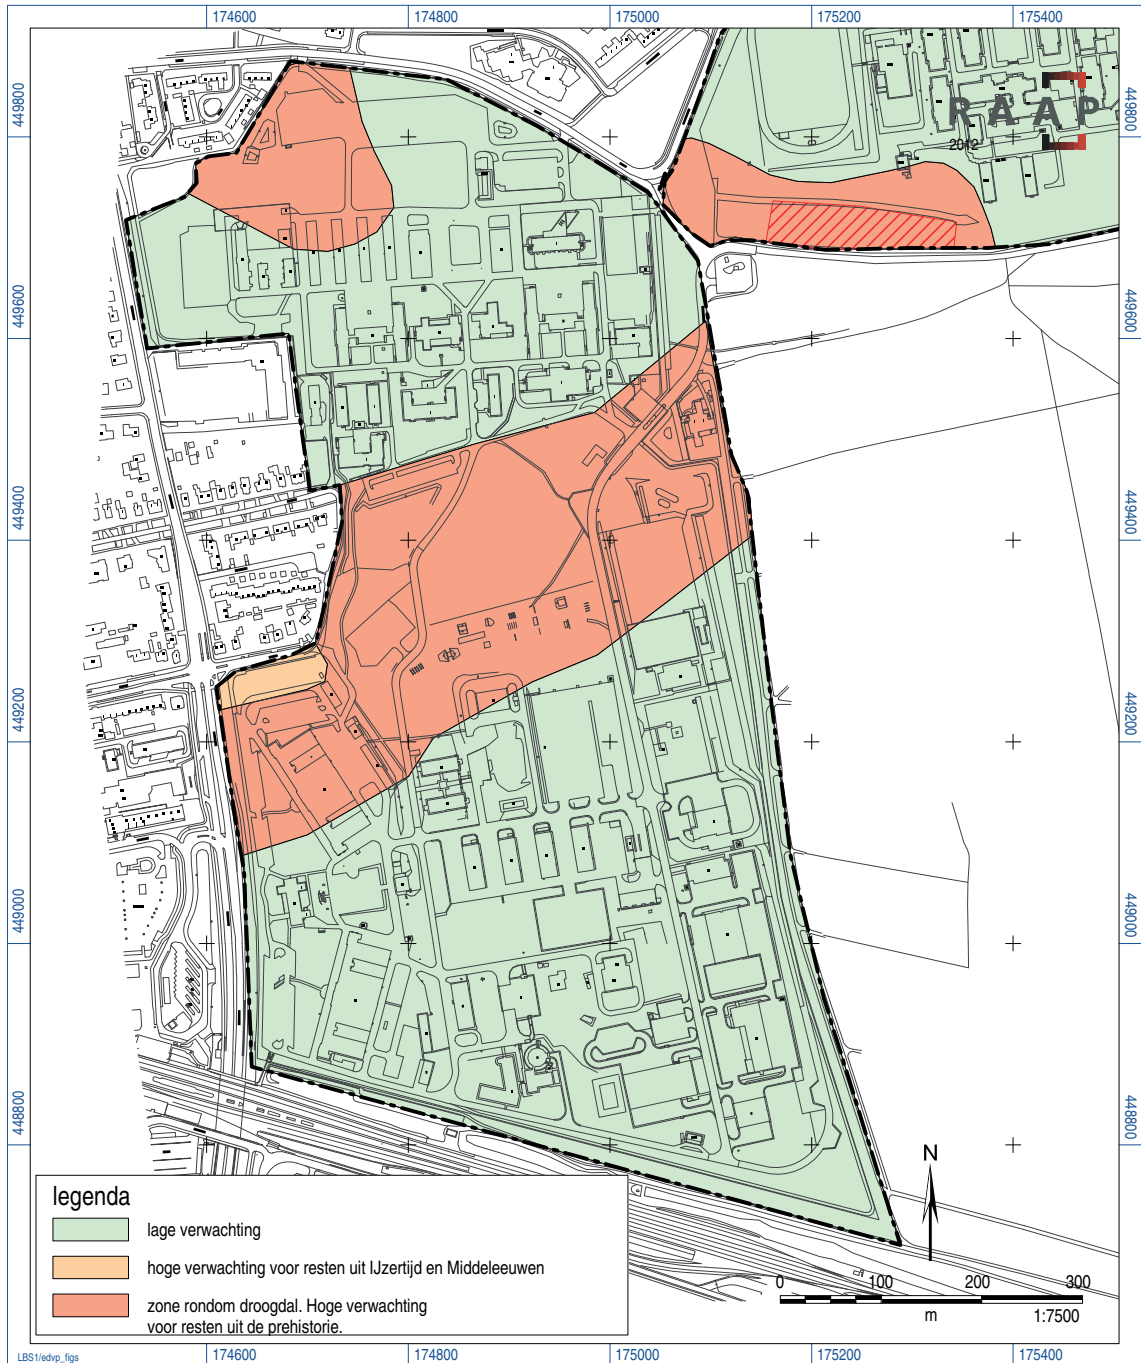 174600 174800 175000 175200 175400
449800 449800
RAAP
2012
449600 449600
449400 449400
449200 449200
449000 449000
448800 448800
N
legenda
lage verwachting
hoge verwachting voor resten uit IJzertijd en Middeleeuwen
zone rondom droogdal. Hoge verwachting
voor resten uit de prehistorie.
0 100 200 300
m 1:7500
LBS1/edvp_figs
174600 174800 175000 175200 175400